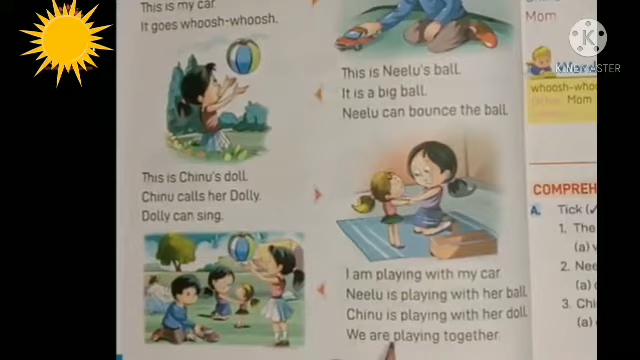 This is my car.
It goes whoosh-whoosh.
This is Neelu's ball.
It is a big ball.
Neelu can bounce the ball.
This is Chinu's doll.
Chinu calls her Dolly.
Dolly can sing.
I am playing with my car.
Neelu is playing with her ball.
Chinu is playing with her doll.
We are playing together.
Mom
whoosh-whoo
Mom
COMPREH
A. Tick (✓
1. The
(a)
2. Nee
(a)
3. Chi
(a)
K
KINEMASTER